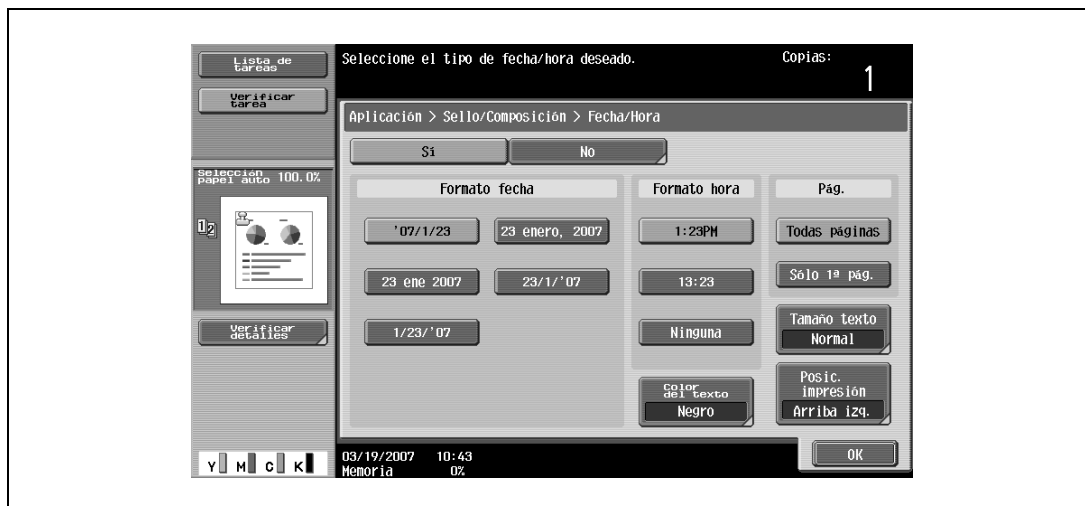 Lista de
tareas
Verificar
tarea
Selección
papel auto 100.0%
1 2
Verificar
detalles
Y M C K
Seleccione el tipo de fecha/hora deseado.
Copias:
1
Aplicación > Sello/Composición > Fecha/Hora
Sí
No
Formato fecha
'07/1/23
23 enero, 2007
23 ene 2007
23/1/'07
1/23/'07
Formato hora
1:23PM
13:23
Ninguna
Color
del texto
Negro
Pág.
Todas páginas
Sólo 1ª pág.
Tamaño texto
Normal
Posic.
impresión
Arriba izq.
03/19/2007 10:43
Memoria 0%
OK